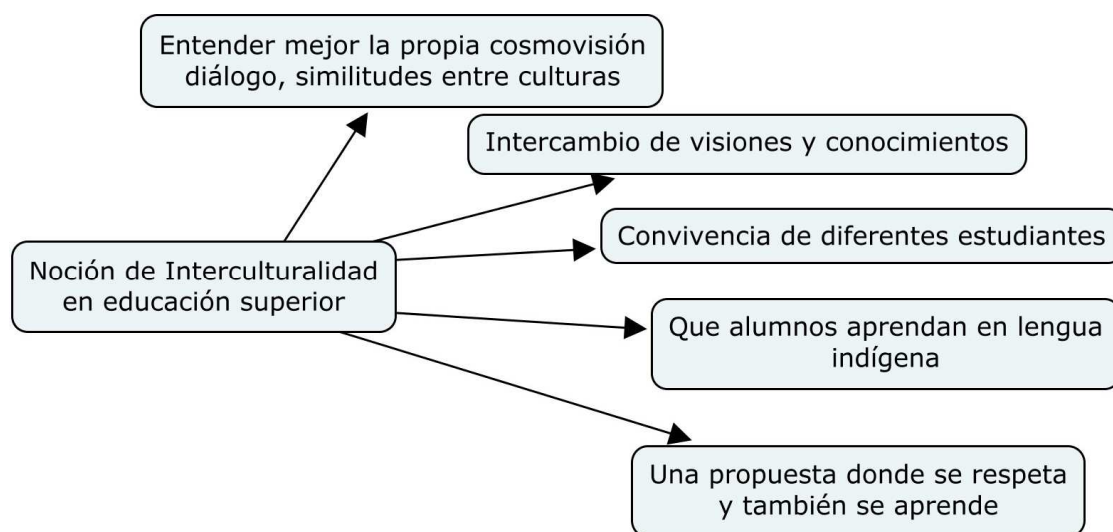 Entender mejor la propia cosmovisión
diálogo, similitudes entre culturas
Intercambio de visiones y conocimientos
Convivencia de diferentes estudiantes
Noción de Interculturalidad
en educación superior
Que alumnos aprendan en lengua
indígena
Una propuesta donde se respeta
y también se aprende